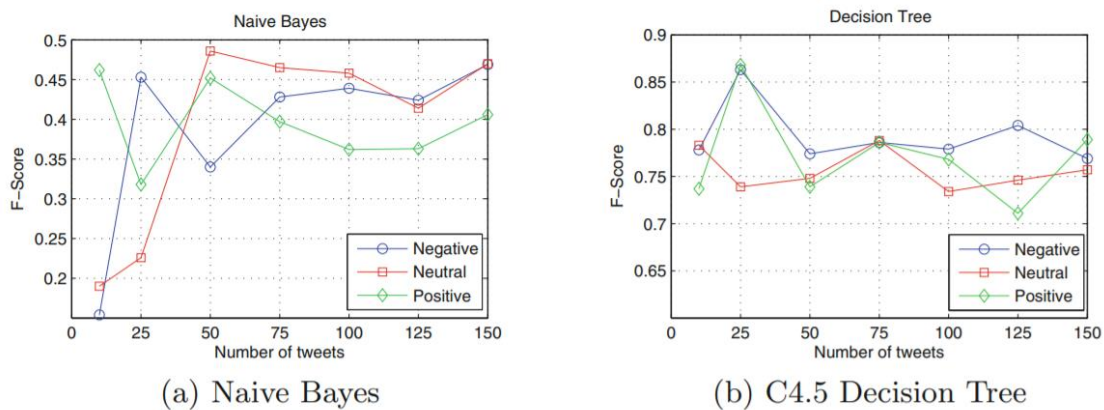 Naive Bayes
0.5
0.45
0.4
0.35
0.3
0.25
0.2
F-Score
0 25 50 75 100 125 150
Number of tweets
Negative
Neutral
Positive
(a) Naive Bayes
Decision Tree
0.9
0.85
0.8
0.75
0.7
0.65
F-Score
0 25 50 75 100 125 150
Number of tweets
Negative
Neutral
Positive
(b) C4.5 Decision Tree